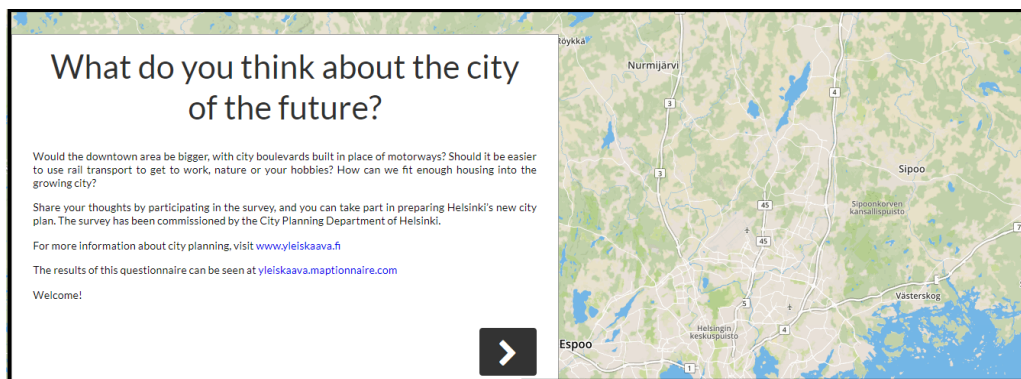 What do you think about the city
of the future?
Would the downtown area be bigger, with city boulevards built in place of motorways? Should it be easier
to use rail transport to get to work, nature or your hobbies? How can we fit enough housing into the
growing city?
Share your thoughts by participating in the survey, and you can take part in preparing Helsinki's new city
plan. The survey has been commissioned by the City Planning Department of Helsinki.
For more information about city planning, visit www.yleiskaava.fi
The results of this questionnaire can be seen at yleiskaava.maptionnaire.com
Welcome!
Röykkä
Nurmijärvi
4
3
3
Sipoo
45
Sipoonkorven
kansallispuisto
7
45
Västerskog
5
Helsingin
keskuspuisto
4
Espoo
1